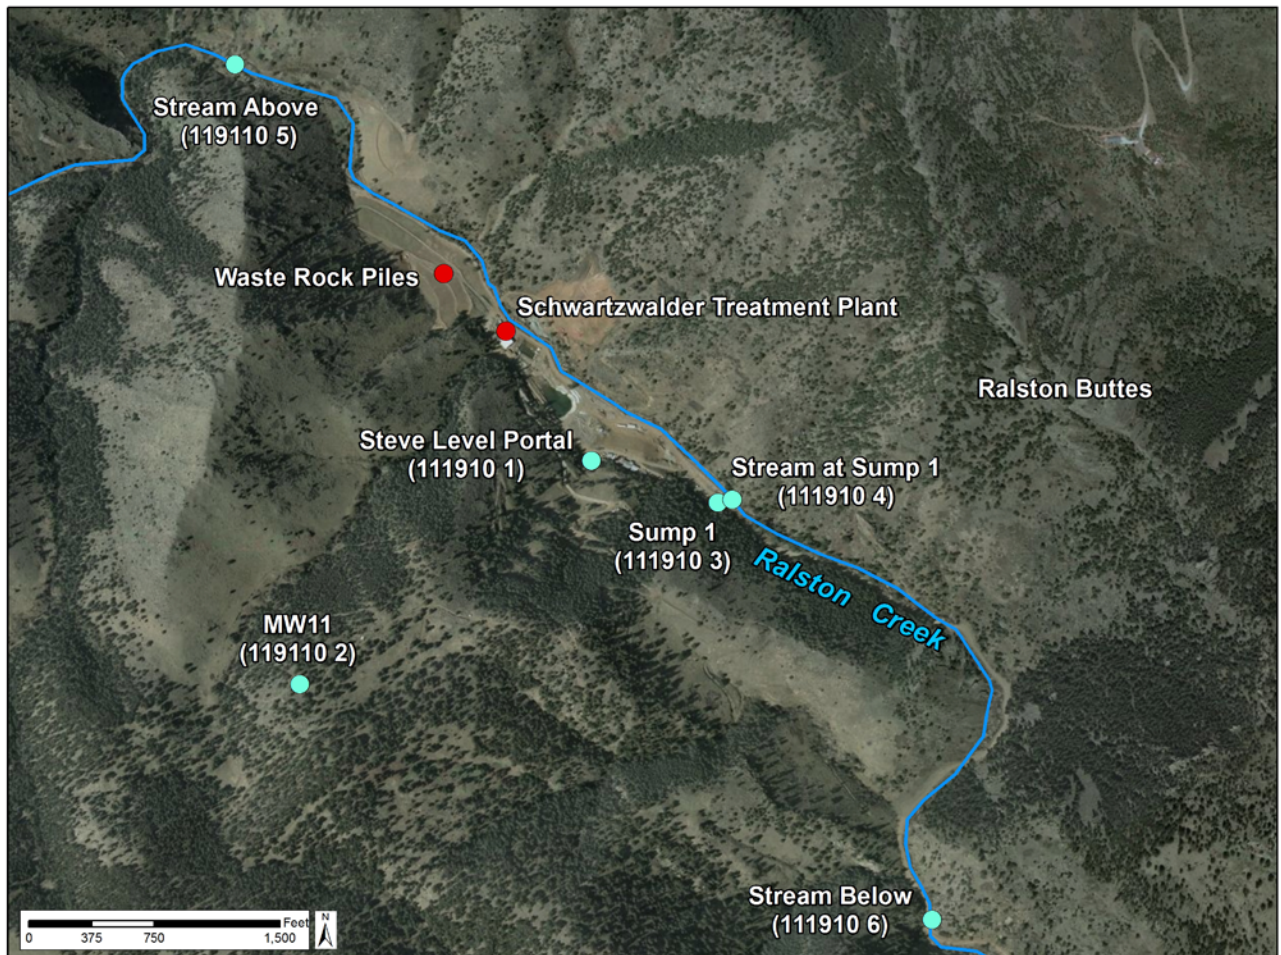 Stream Above
(119110 5)
Waste Rock Piles
Schwartzwalder Treatment Plant
Ralston Buttes
Steve Level Portal
(111910 1)
Stream at Sump 1
(111910 4)
Sump 1
(111910 3)
Ralston Creek
MW11
(119110 2)
Stream Below
(111910 6)
Feet
0 375 750 1,500
N